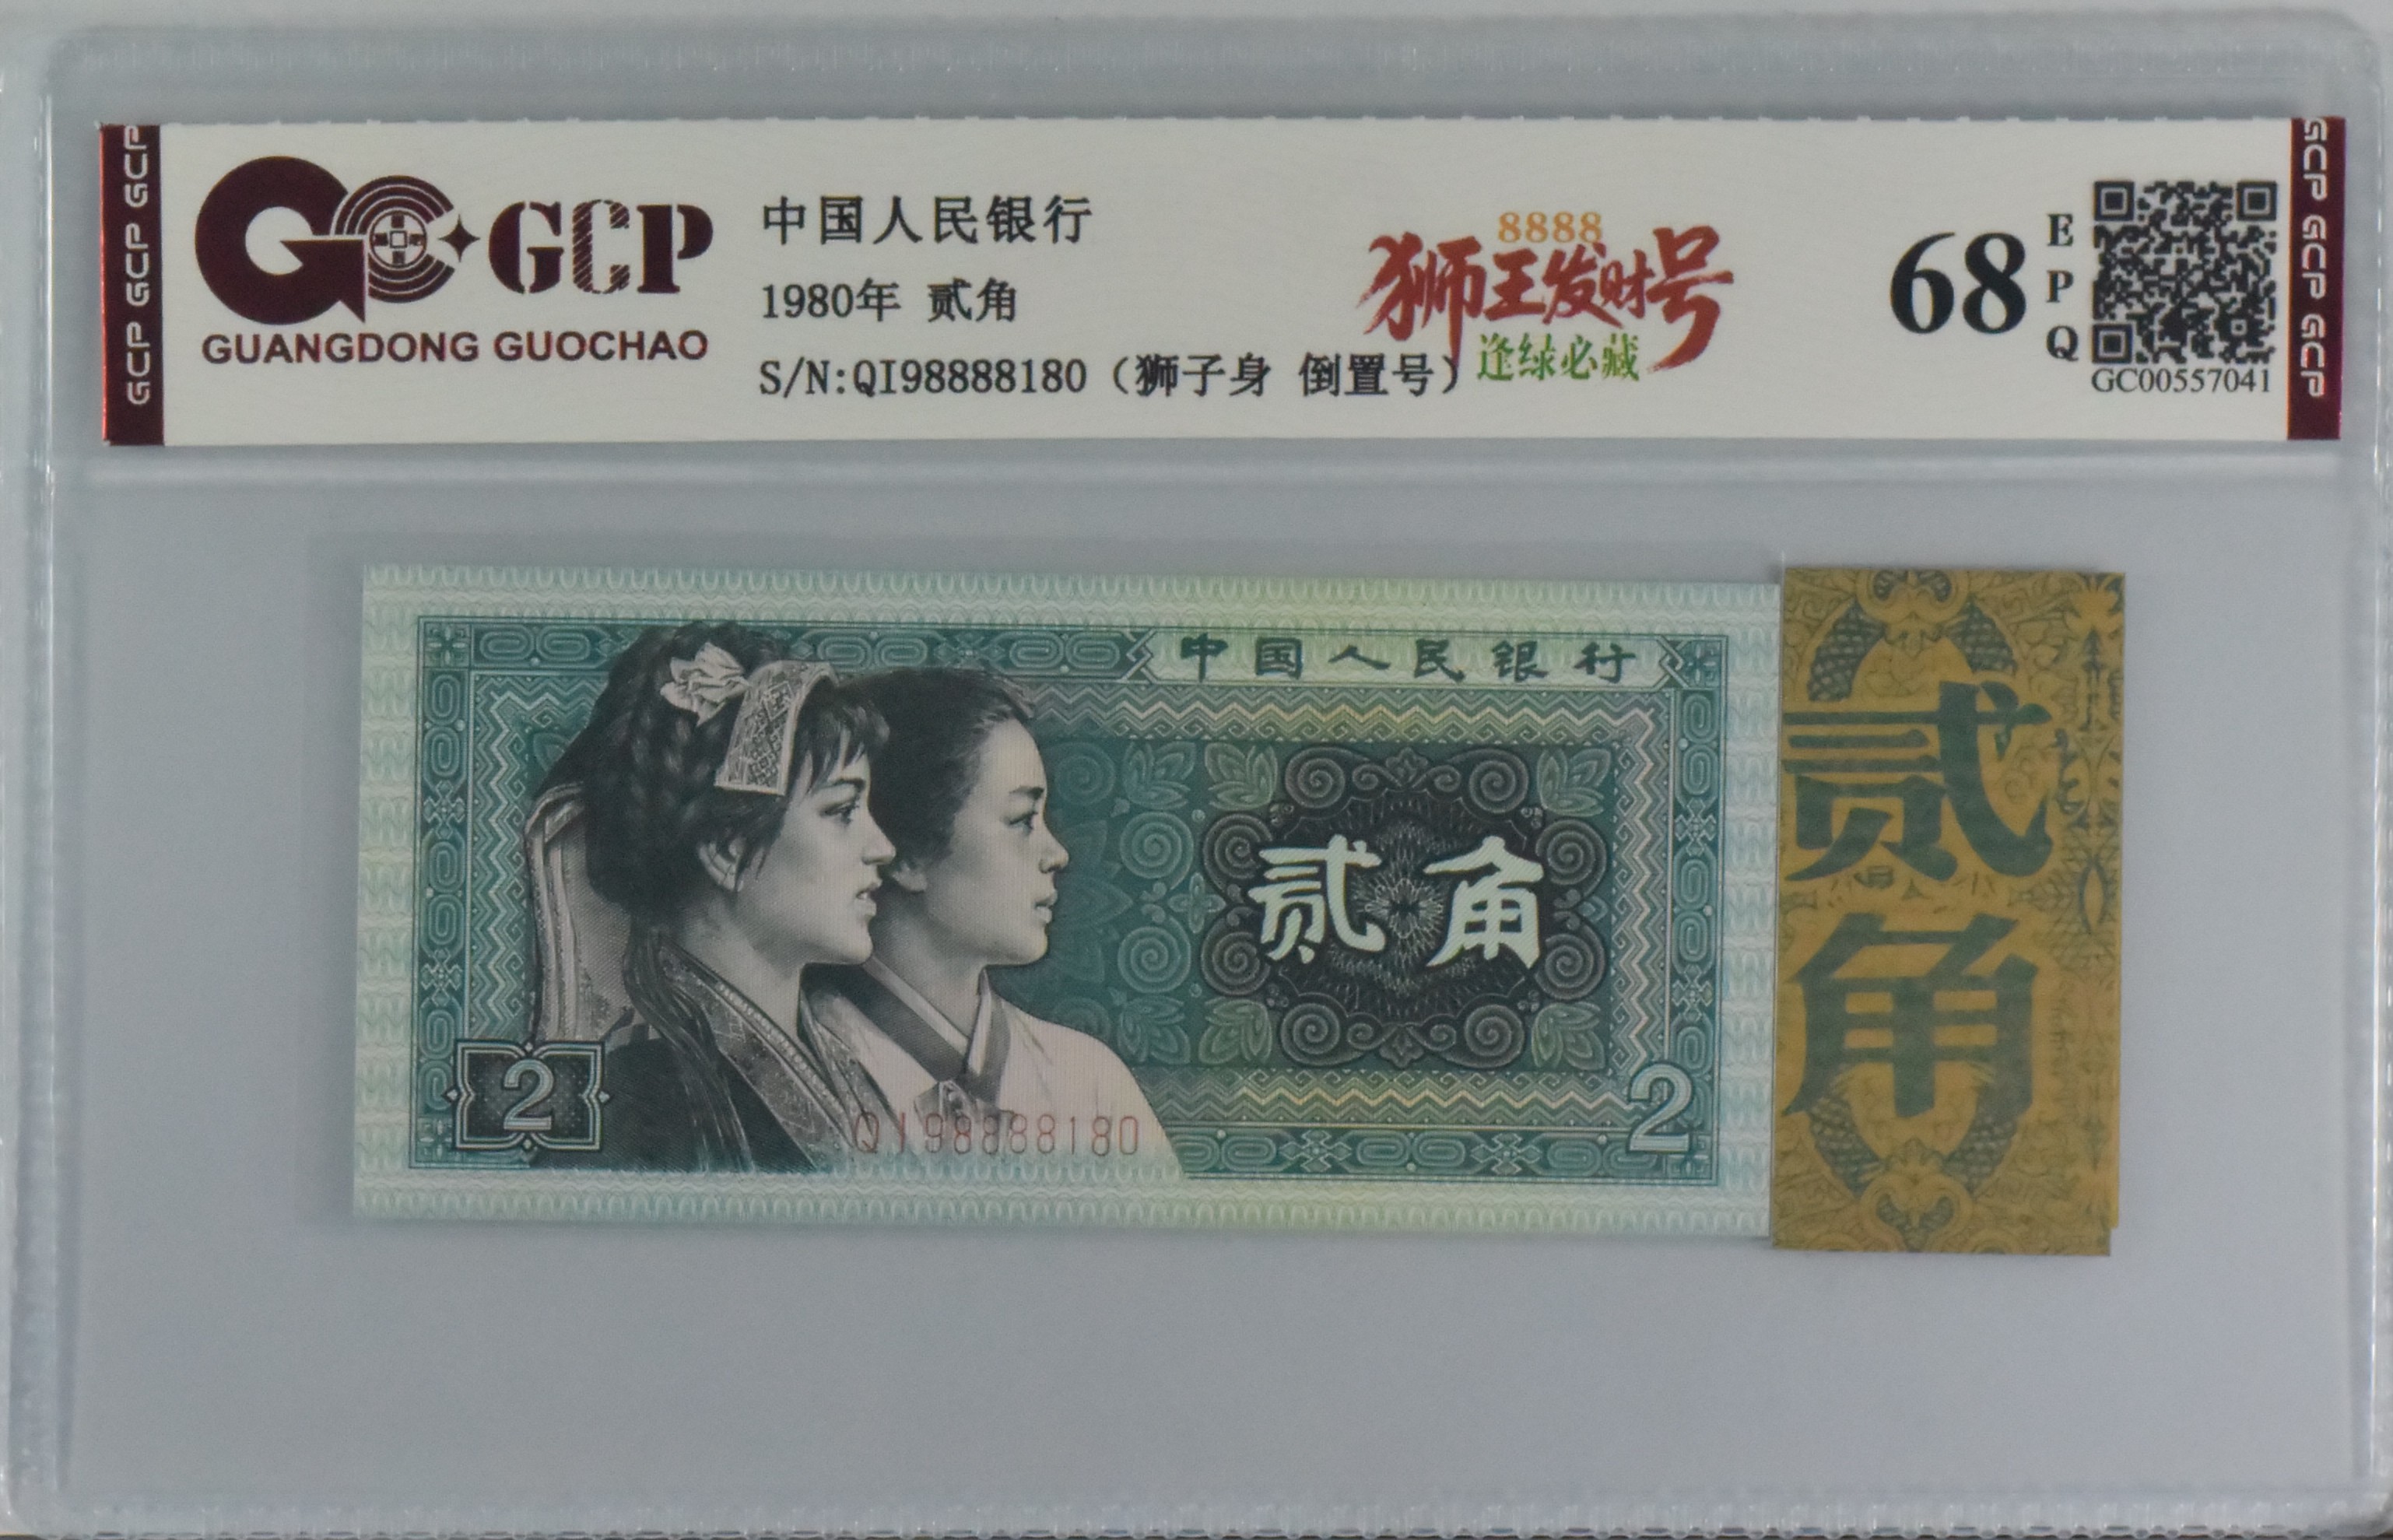 GCP GCP GCP
GCP
GUANGDONG GUOCHAO
中国人民银行
1980年 贰角
S/N:QI98888180（狮子身 倒置号）
8888
狮王发财号
逢绿必藏
68
EPQ
GC00557041
GCP GCP GCP
中国人民银行
贰角
2
QI98888180
2
贰角